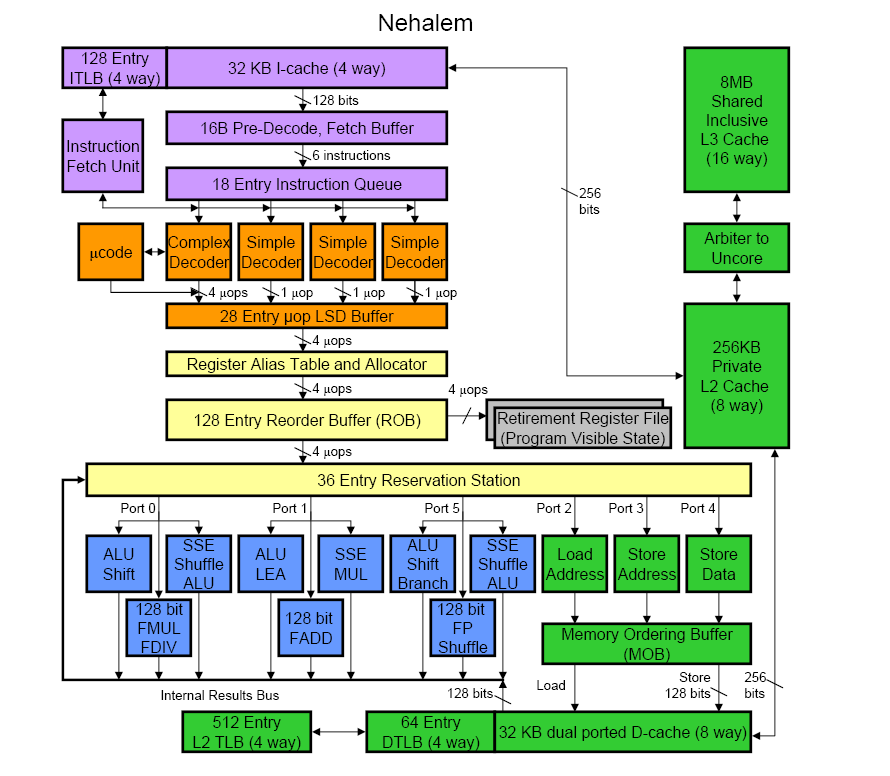 Nehalem
128 Entry
ITLB (4 way)
32 KB I-cache (4 way)
8MB
Shared
Inclusive
L3 Cache
(16 way)
128 bits
16B Pre-Decode, Fetch Buffer
Instruction
Fetch Unit
6 instructions
18 Entry Instruction Queue
256
bits
μcode
Complex
Decoder
Simple
Decoder
Simple
Decoder
Simple
Decoder
Arbiter to
Uncore
4 μops
1 μop
1 μop
1 μop
28 Entry μop LSD Buffer
4 μops
Register Alias Table and Allocator
256KB
Private
L2 Cache
(8 way)
4 μops
4 μops
128 Entry Reorder Buffer (ROB)
Retirement Register File
(Program Visible State)
4 μops
36 Entry Reservation Station
Port 0
Port 1
Port 5
Port 2
Port 3
Port 4
ALU
Shift
SSE
Shuffle
ALU
ALU
LEA
SSE
MUL
ALU
Shift
Branch
SSE
Shuffle
ALU
Load
Address
Store
Address
Store
Data
128 bit
FMUL
FDIV
128 bit
FADD
128 bit
FP
Shuffle
Memory Ordering Buffer
(MOB)
Internal Results Bus
128 bits
Load
Store
128 bits
256
bits
512 Entry
L2 TLB (4 way)
64 Entry
DTLB (4 way)
32 KB dual ported D-cache (8 way)